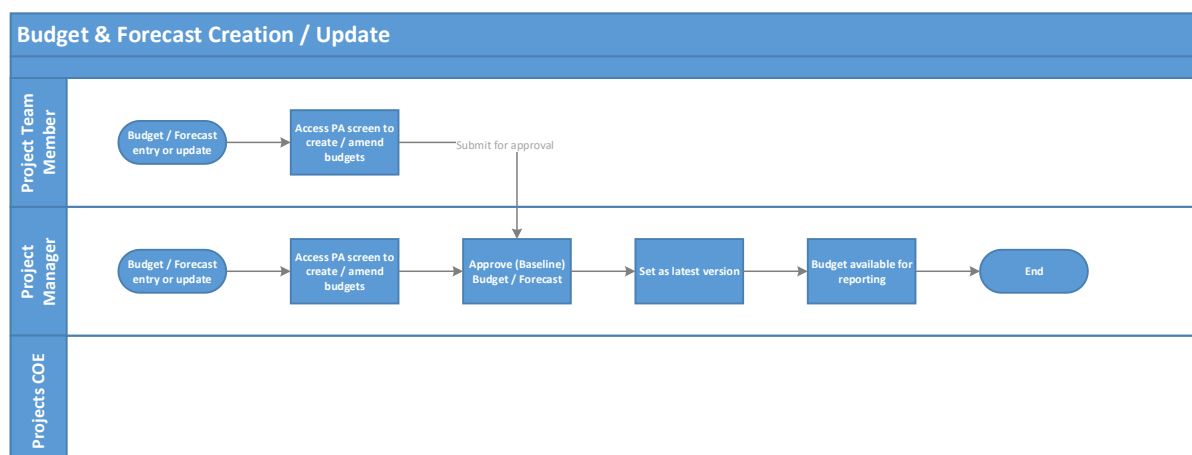 Budget & Forecast Creation / Update
Project Team
Member
Budget / Forecast
entry or update
Access PA screen to
create / amend
budgets
Submit for approval
Project
Manager
Budget / Forecast
entry or update
Access PA screen to
create / amend
budgets
Approve (Baseline)
Budget / Forecast
Set as latest version
Budget available for
reporting
End
Projects COE